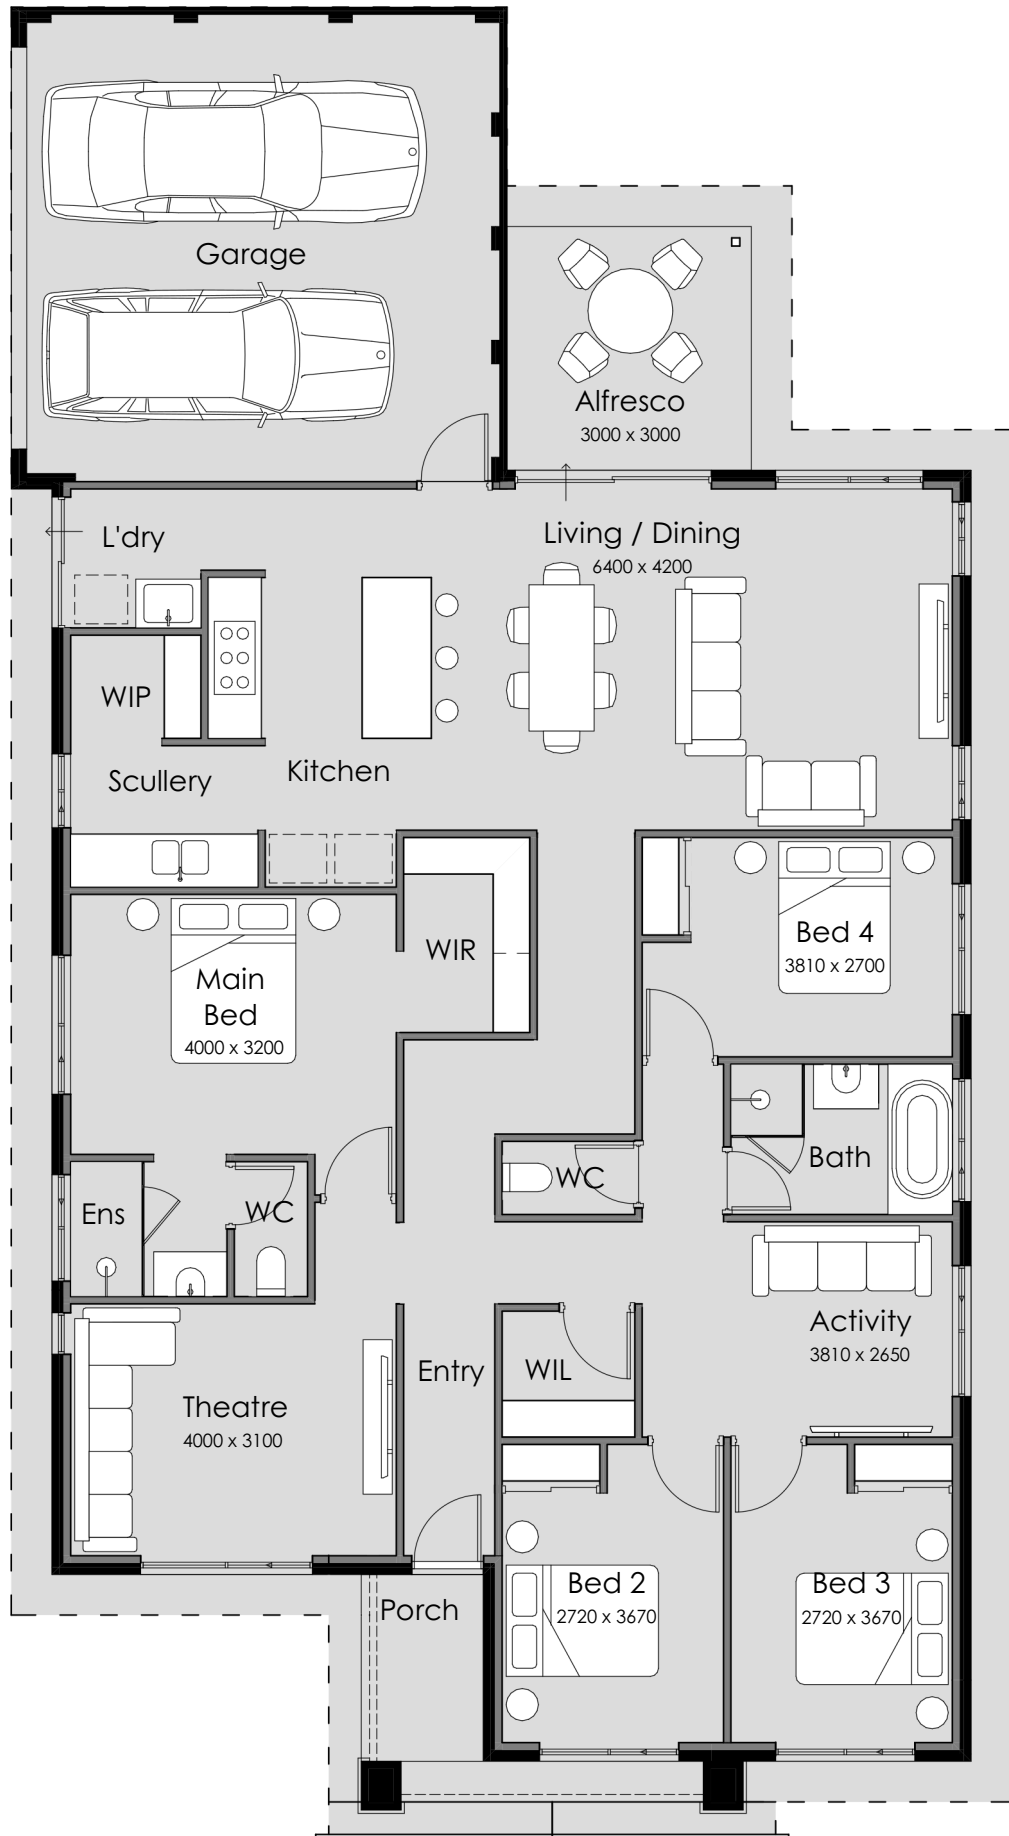 Garage
Alfresco
3000 x 3000
L'dry
Living / Dining
6400 x 4200
WIP
Scullery
Kitchen
WIR
Bed 4
3810 x 2700
Main
Bed
4000 x 3200
Ens
WC
WC
Bath
Activity
3810 x 2650
Entry
WIL
Theatre
4000 x 3100
Porch
Bed 2
2720 x 3670
Bed 3
2720 x 3670